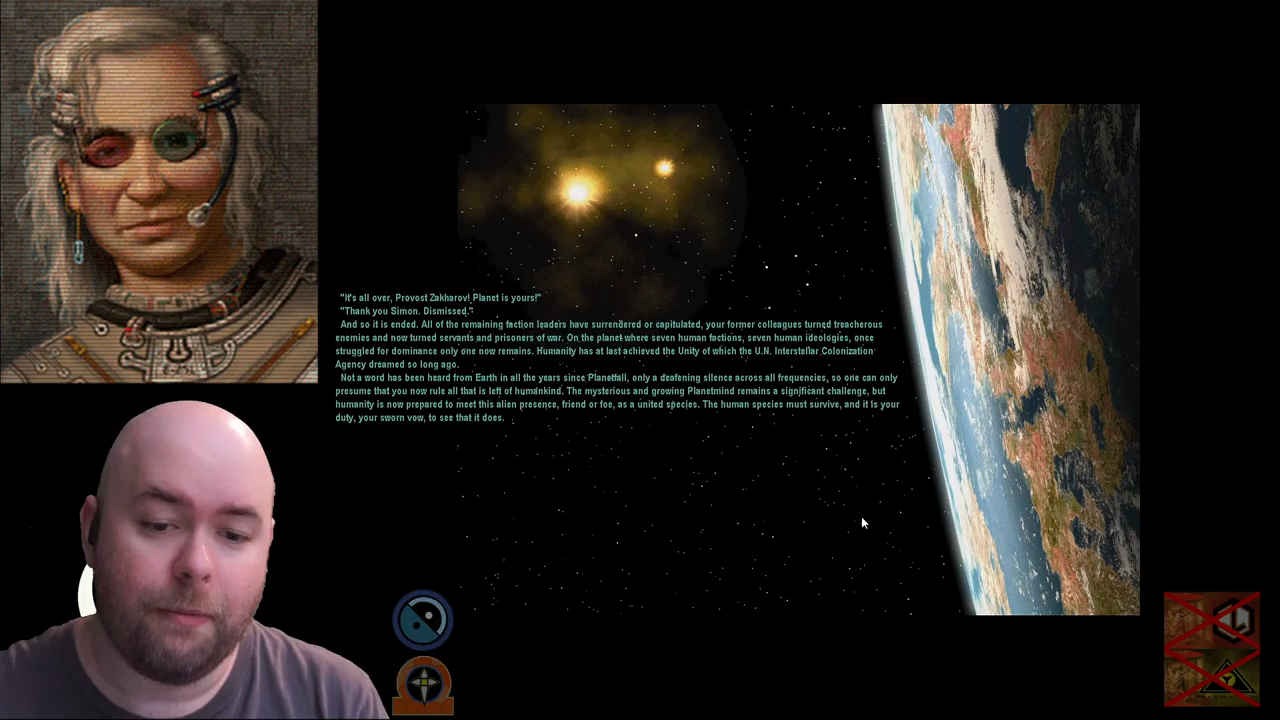 "It's all over, Provost Zakharov! Planet is yours!"
"Thank you Simon. Dismissed."
And so it is ended. All of the remaining faction leaders have surrendered or capitulated, your former colleagues turned treacherous
enemies and now turned servants and prisoners of war. On the planet where seven human factions, seven human ideologies, once
struggled for dominance only one now remains. Humanity has at last achieved the Unity of which the U.N. Interstellar Colonization
Agency dreamed so long ago.
Not a word has been heard from Earth in all the years since Planetfall, only a deafening silence across all frequencies, so one can only
presume that you now rule all that is left of humankind. The mysterious and growing Planetmind remains a significant challenge, but
humanity is now prepared to meet this alien presence, friend or foe, as a united species. The human species must survive, and it is your
duty, your sworn vow, to see that it does.